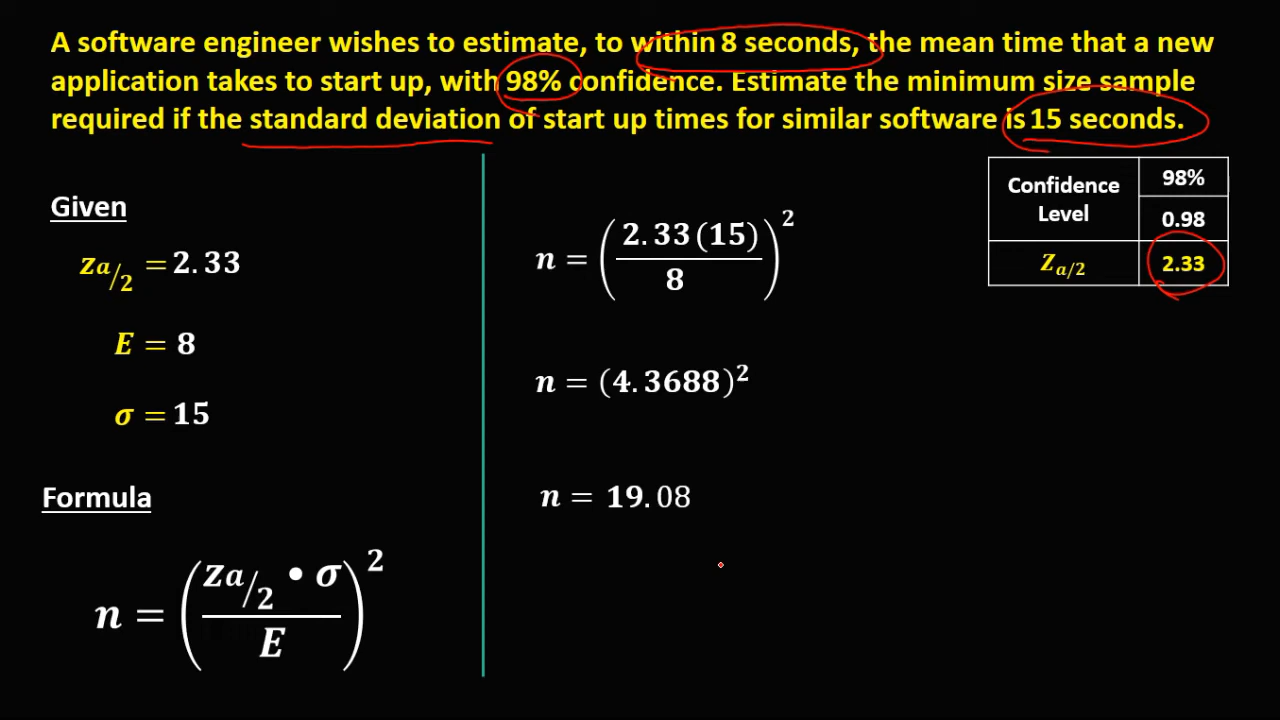 A software engineer wishes to estimate, to within 8 seconds, the mean time that a new
application takes to start up, with 98% confidence. Estimate the minimum size sample
required if the standard deviation of start up times for similar software is 15 seconds.
Given
Za/2 = 2.33
E = 8
σ = 15
Formula
n = (Za/2 • σ / E)²
n = (2.33(15) / 8)²
n = (4.3688)²
n = 19.08
Confidence Level 98%
0.98
Za/2 2.33